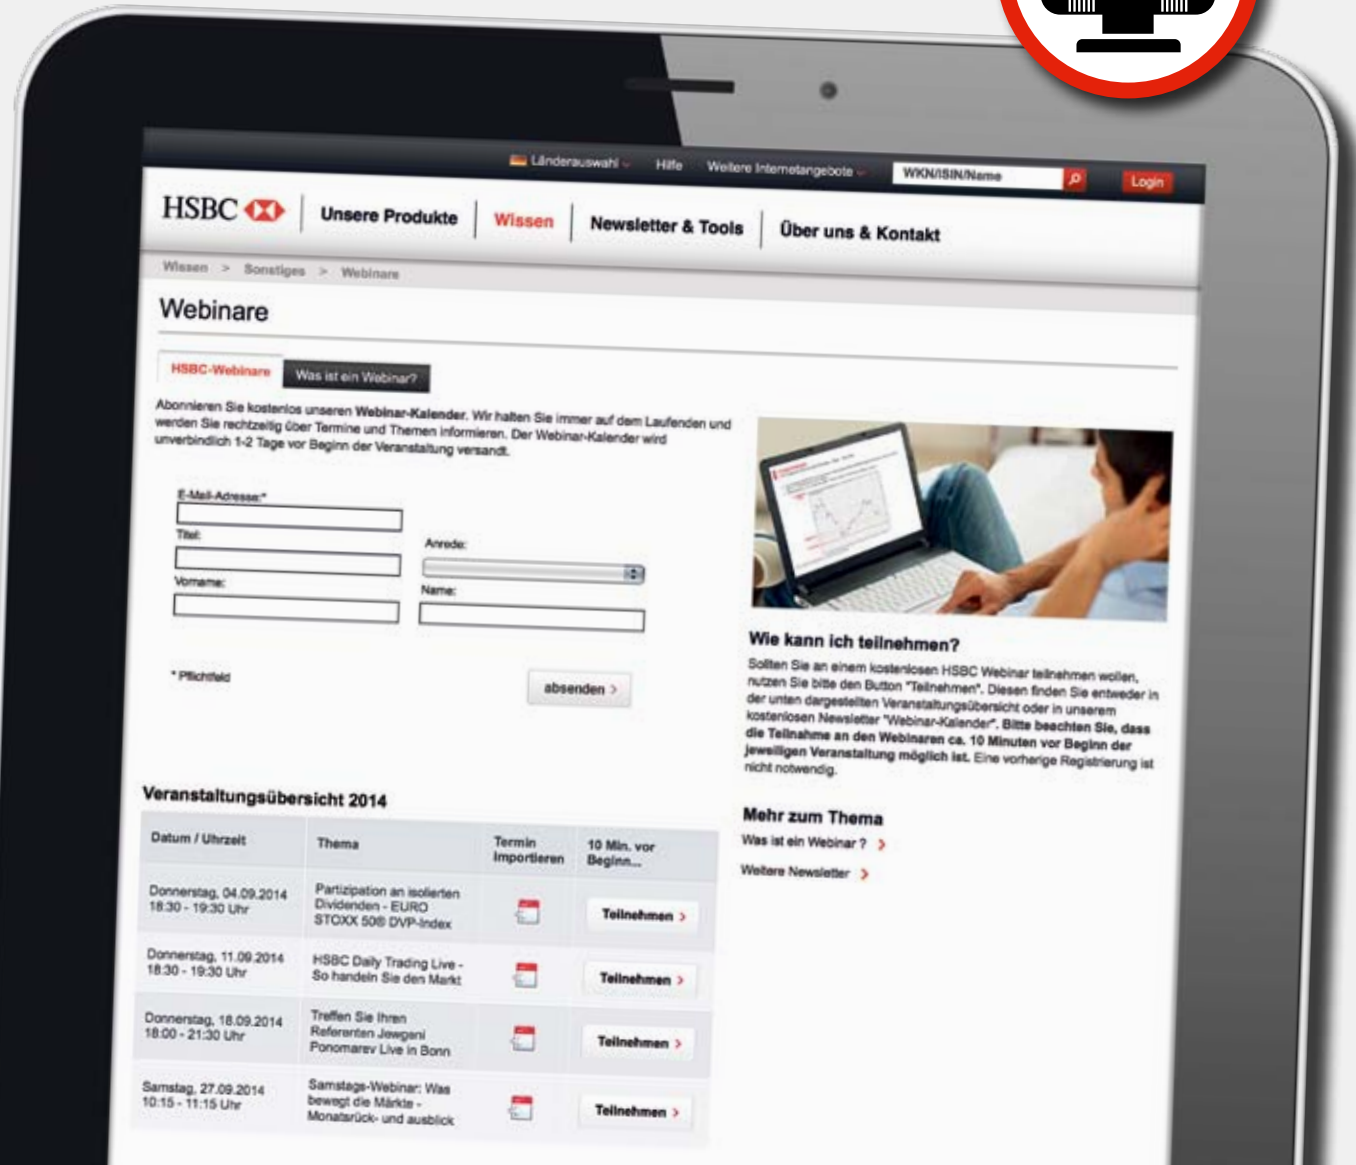 Länderauswahl Hilfe Weitere Internetangebote WKN/ISIN/Name Login
HSBC Unsere Produkte Wissen Newsletter & Tools Über uns & Kontakt
Wissen > Sonstiges > Webinare
Webinare
HSBC-Webinare Was ist ein Webinar?
Abonnieren Sie kostenlos unseren Webinar-Kalender. Wir halten Sie immer auf dem Laufenden und
werden Sie rechtzeitig über Termine und Themen informieren. Der Webinar-Kalender wird
unverbindlich 1-2 Tage vor Beginn der Veranstaltung versandt.
E-Mail-Adresse:*
Titel:
Anrede:
Vorname:
Name:
* Pflichtfeld
absenden >
Wie kann ich teilnehmen?
Sollten Sie an einem kostenlosen HSBC Webinar teilnehmen wollen,
nutzen Sie bitte den Button "Teilnehmen". Diesen finden Sie entweder in
der unten dargestellten Veranstaltungsübersicht oder in unserem
kostenlosen Newsletter "Webinar-Kalender". Bitte beachten Sie, dass
die Teilnahme an den Webinaren ca. 10 Minuten vor Beginn der
jeweiligen Veranstaltung möglich ist. Eine vorherige Registrierung ist
nicht notwendig.
Mehr zum Thema
Was ist ein Webinar ? >
Weitere Newsletter >
Veranstaltungsübersicht 2014
Datum / Uhrzeit Thema Termin 10 Min. vor
Importieren Beginn...
Donnerstag, 04.09.2014 Partizipation an isolierten
18:30 - 19:30 Uhr Dividenden - EURO Teilnehmen >
STOXX 50® DVP-Index
Donnerstag, 11.09.2014 HSBC Daily Trading Live -
18:30 - 19:30 Uhr So handeln Sie den Markt Teilnehmen >
Donnerstag, 18.09.2014 Treffen Sie Ihren
18:00 - 21:30 Uhr Referenten Jewgeni Teilnehmen >
Ponomarev Live in Bonn
Samstag, 27.09.2014 Samstags-Webinar: Was
10:15 - 11:15 Uhr bewegt die Märkte - Teilnehmen >
Monatsrück- und ausblick